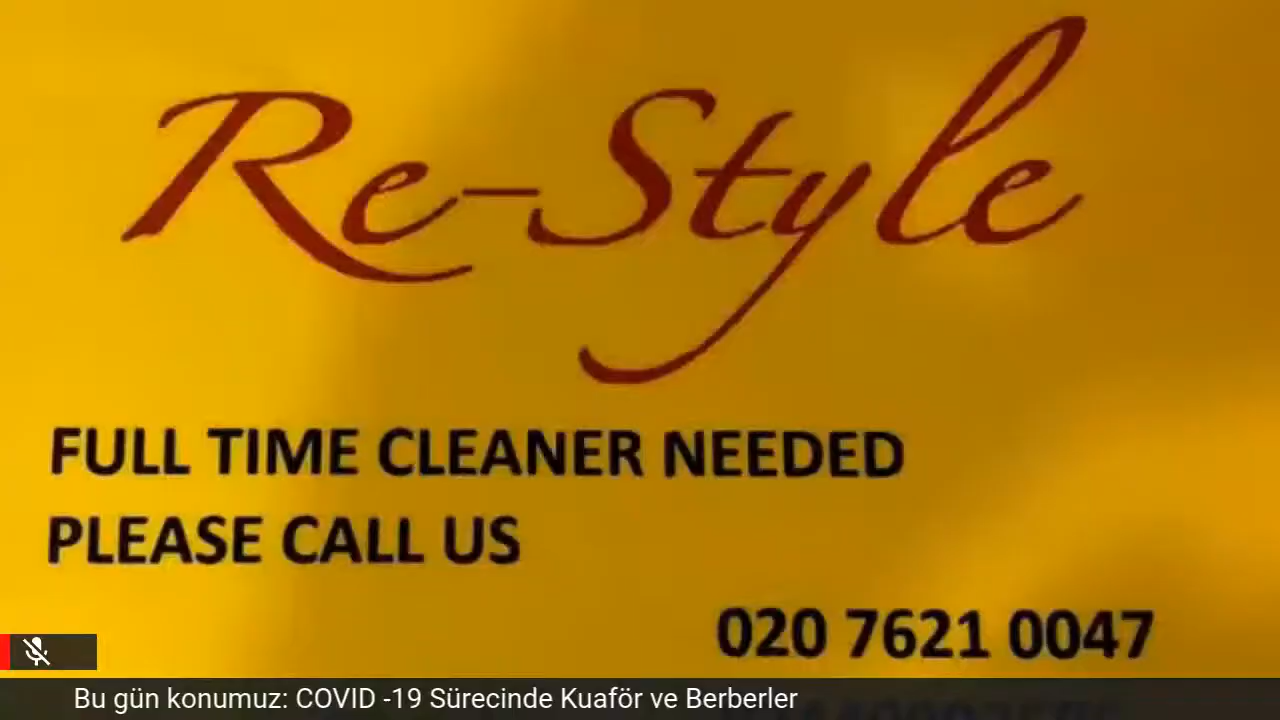 Re-Style
FULL TIME CLEANER NEEDED
PLEASE CALL US
020 7621 0047
Bu gün konumuz: COVID -19 Sürecinde Kuaför ve Berberler